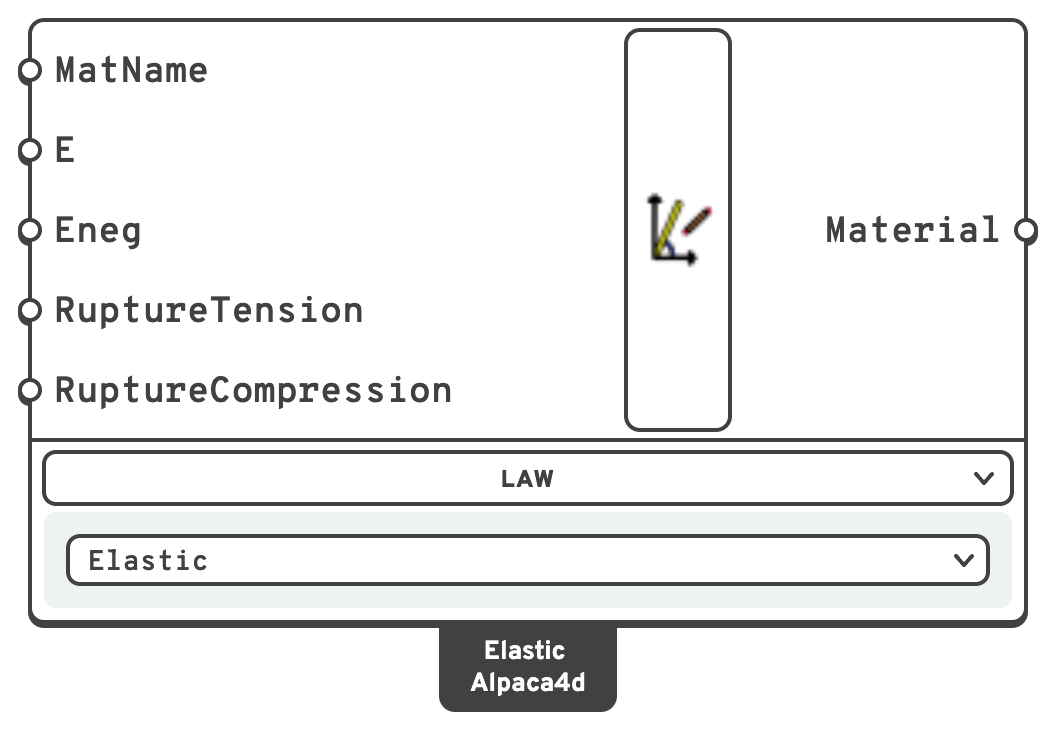 MatName
E
Eneg
RuptureTension
RuptureCompression
Material
LAW
Elastic
Elastic
Alpaca4d